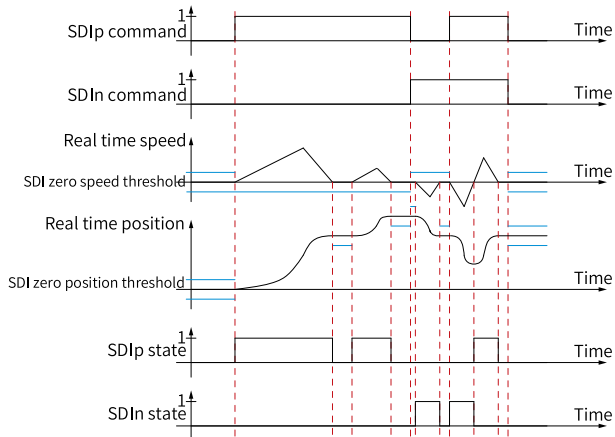 1
SDIp command
Time
1
SDIn command
Time
Real time speed
Time
SDI zero speed threshold
Real time position
SDI zero position threshold
Time
1
SDIp state
Time
1
SDIn state
Time